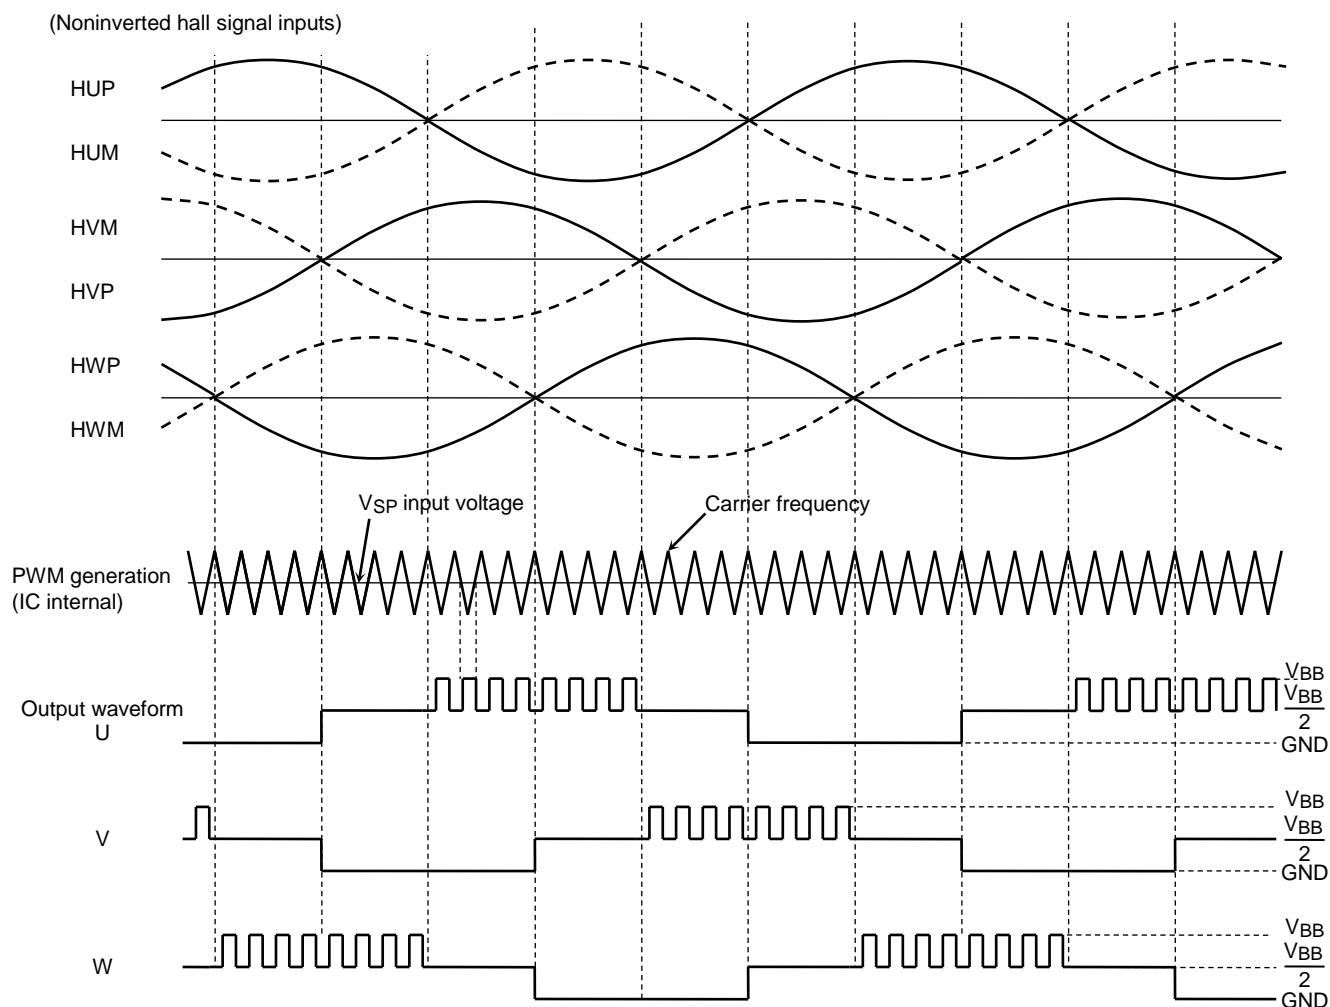 (Noninverted hall signal inputs)
HUP
HUM
HVM
HVP
HWP
HWM
VSP input voltage
Carrier frequency
PWM generation
(IC internal)
Output waveform
U
VBB
VBB
2
GND
V
VBB
VBB
2
GND
W
VBB
VBB
2
GND